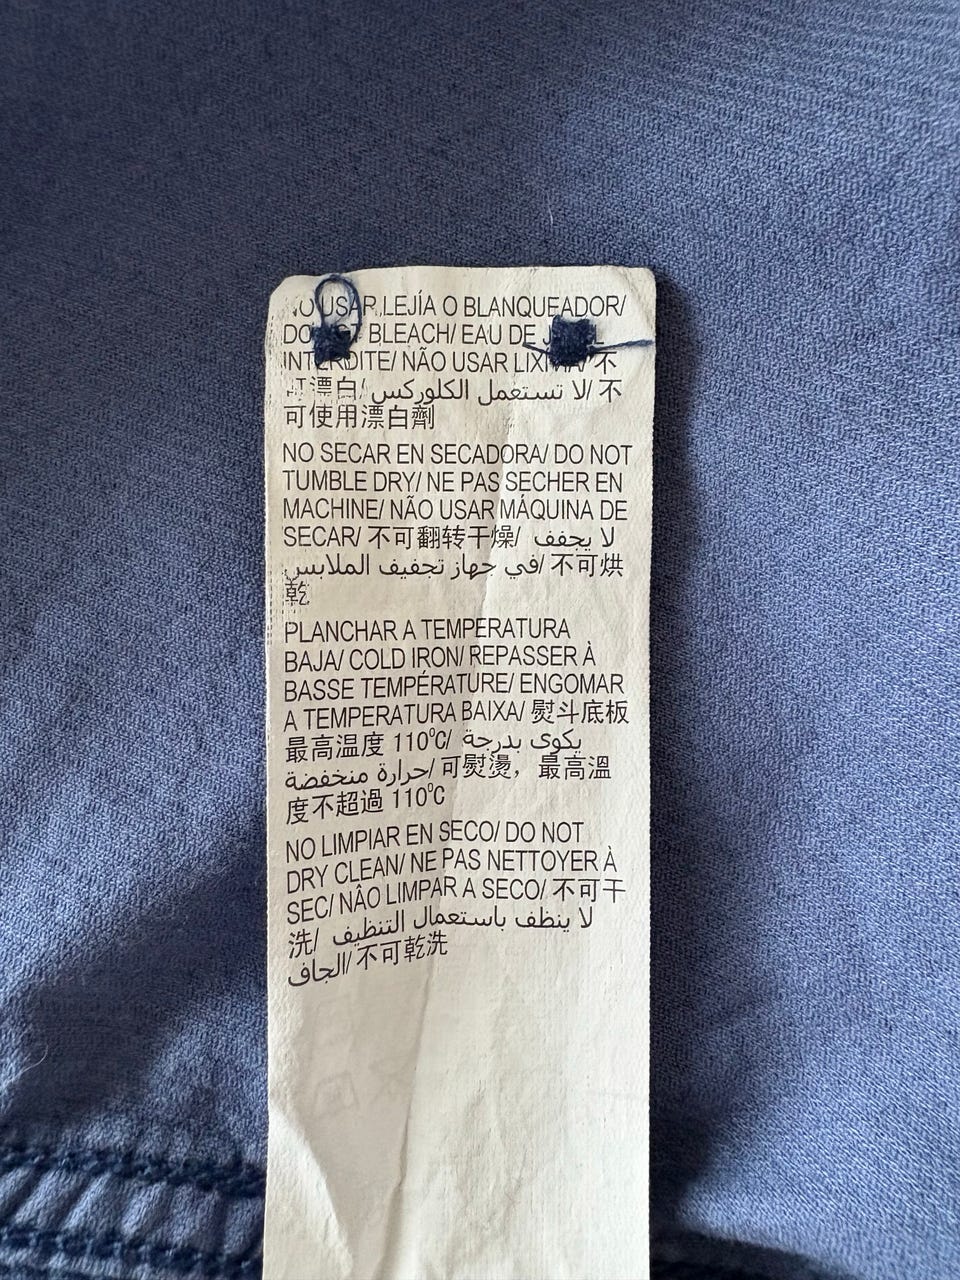 USAR LEJÍA O BLANQUEADOR/
BLEACH/ EAU DE
INTERDITE/ NÃO USAR 不
漂白/ لا تستعمل الكلوركس/ 不
可使用漂白劑
NO SECAR EN SECADORA/ DO NOT
TUMBLE DRY/ NE PAS SECHER EN
MACHINE/ NÃO USAR MÁQUINA DE
SECAR/ 不可翻转干燥/ لا يجفف
في جهاز تجفيف الملابس/ 不可烘
乾
PLANCHAR A TEMPERATURA
BAJA/ COLD IRON/ REPASSER À
BASSE TEMPÉRATURE/ ENGOMAR
A TEMPERATURA BAIXA/ 熨斗底板
最高温度 110°C/ يكوى بدرجة
حرارة منخفضة/ 可熨燙，最高溫
度不超過 110°C
NO LIMPIAR EN SECO/ DO NOT
DRY CLEAN/ NE PAS NETTOYER À
SEC/ NÂO LIMPAR A SECO/ 不可干
洗/ لا ينظف باستعمال التنظيف
الجاف/ 不可乾洗